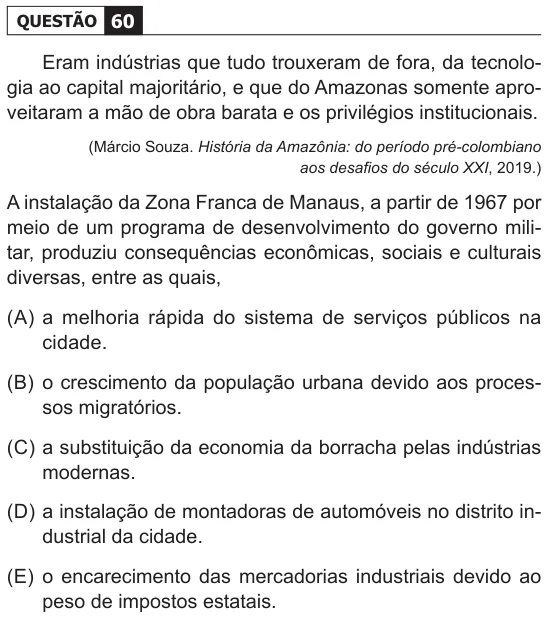 QUESTÃO 60
Eram indústrias que tudo trouxeram de fora, da tecnolo-
gia ao capital majoritário, e que do Amazonas somente apro-
veitaram a mão de obra barata e os privilégios institucionais.
(Márcio Souza. História da Amazônia: do período pré-colombiano
aos desafios do século XXI, 2019.)
A instalação da Zona Franca de Manaus, a partir de 1967 por
meio de um programa de desenvolvimento do governo mili-
tar, produziu consequências econômicas, sociais e culturais
diversas, entre as quais,
(A) a melhoria rápida do sistema de serviços públicos na
cidade.
(B) o crescimento da população urbana devido aos proces-
sos migratórios.
(C) a substituição da economia da borracha pelas indústrias
modernas.
(D) a instalação de montadoras de automóveis no distrito in-
dustrial da cidade.
(E) o encarecimento das mercadorias industriais devido ao
peso de impostos estatais.